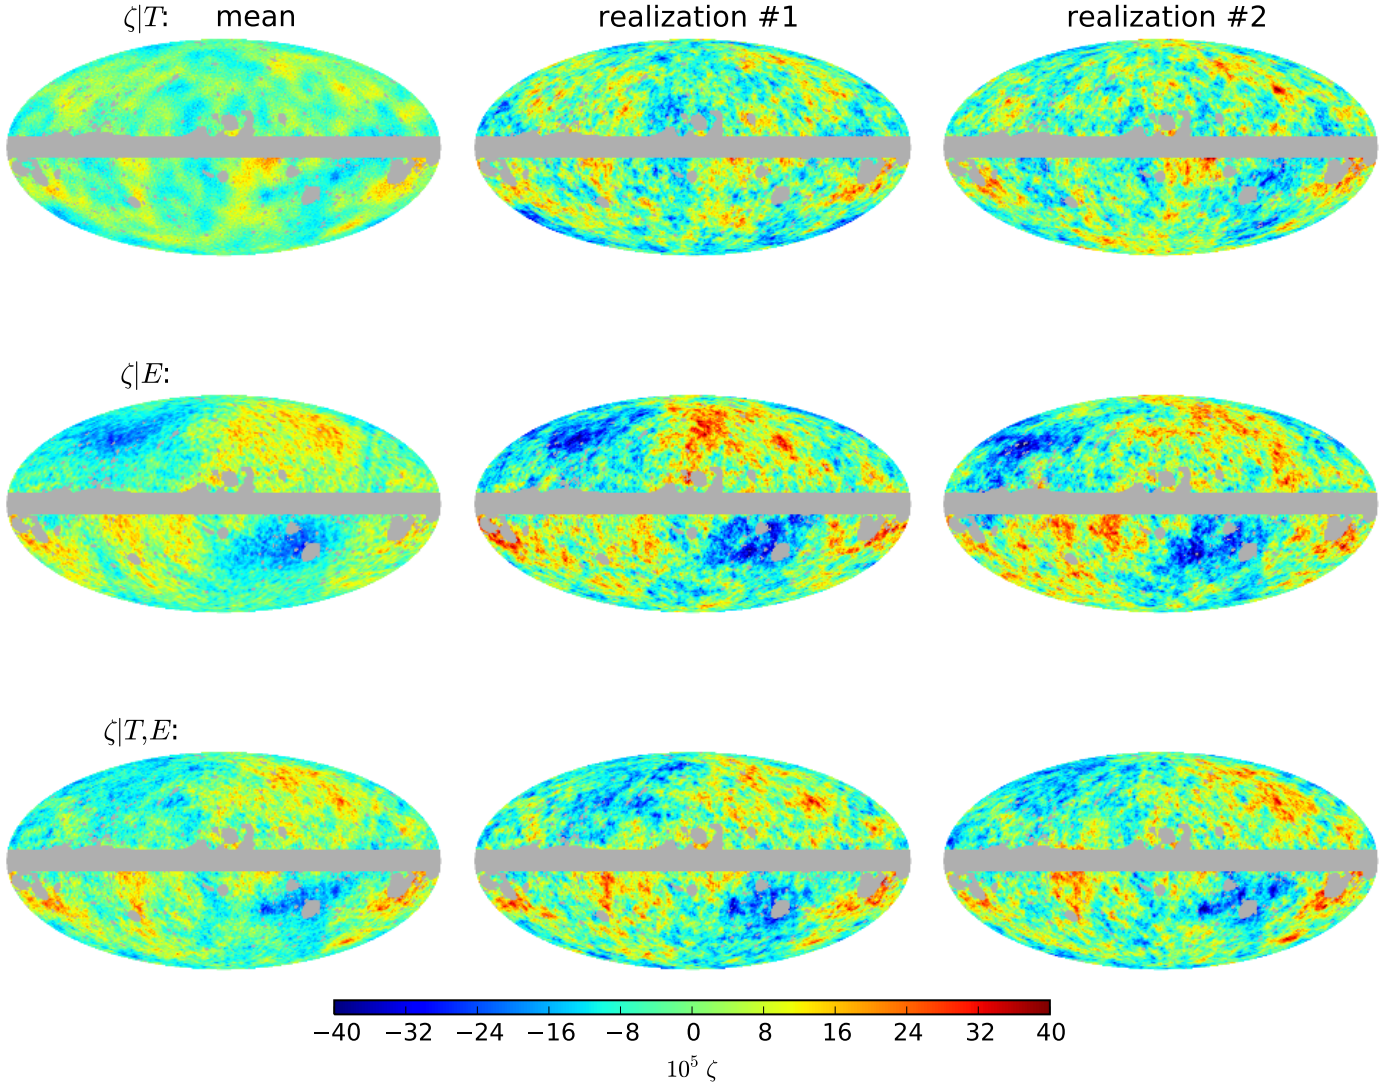 ζ|T: mean realization #1 realization #2
ζ|E:
ζ|T,E:
−40 −32 −24 −16 −8 0 8 16 24 32 40
10⁵ ζ